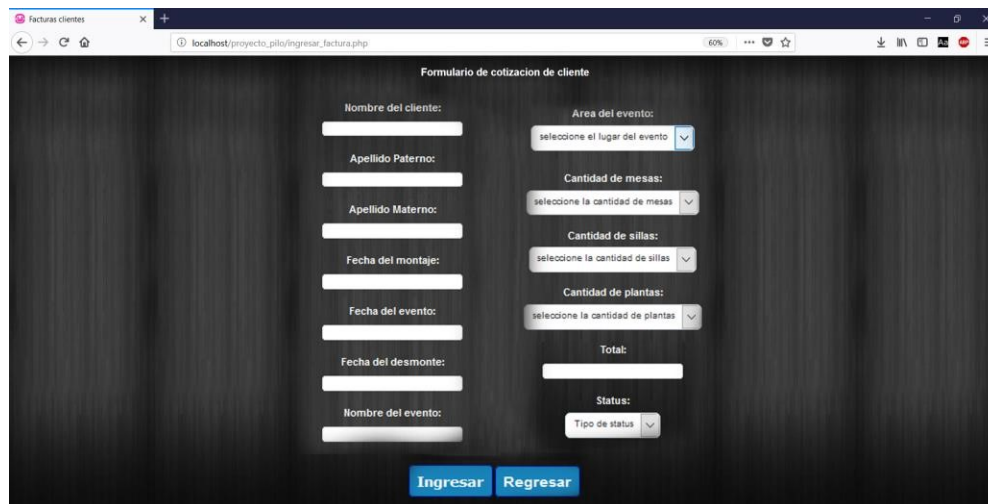 Facturas clientes
localhost/proyecto_pilo/ingresar_factura.php
60%
Formulario de cotizacion de cliente
Nombre del cliente:
Apellido Paterno:
Apellido Materno:
Fecha del montaje:
Fecha del evento:
Fecha del desmonte:
Nombre del evento:
Area del evento:
seleccione el lugar del evento
Cantidad de mesas:
seleccione la cantidad de mesas
Cantidad de sillas:
seleccione la cantidad de sillas
Cantidad de plantas:
seleccione la cantidad de plantas
Total:
Status:
Tipo de status
Ingresar Regresar